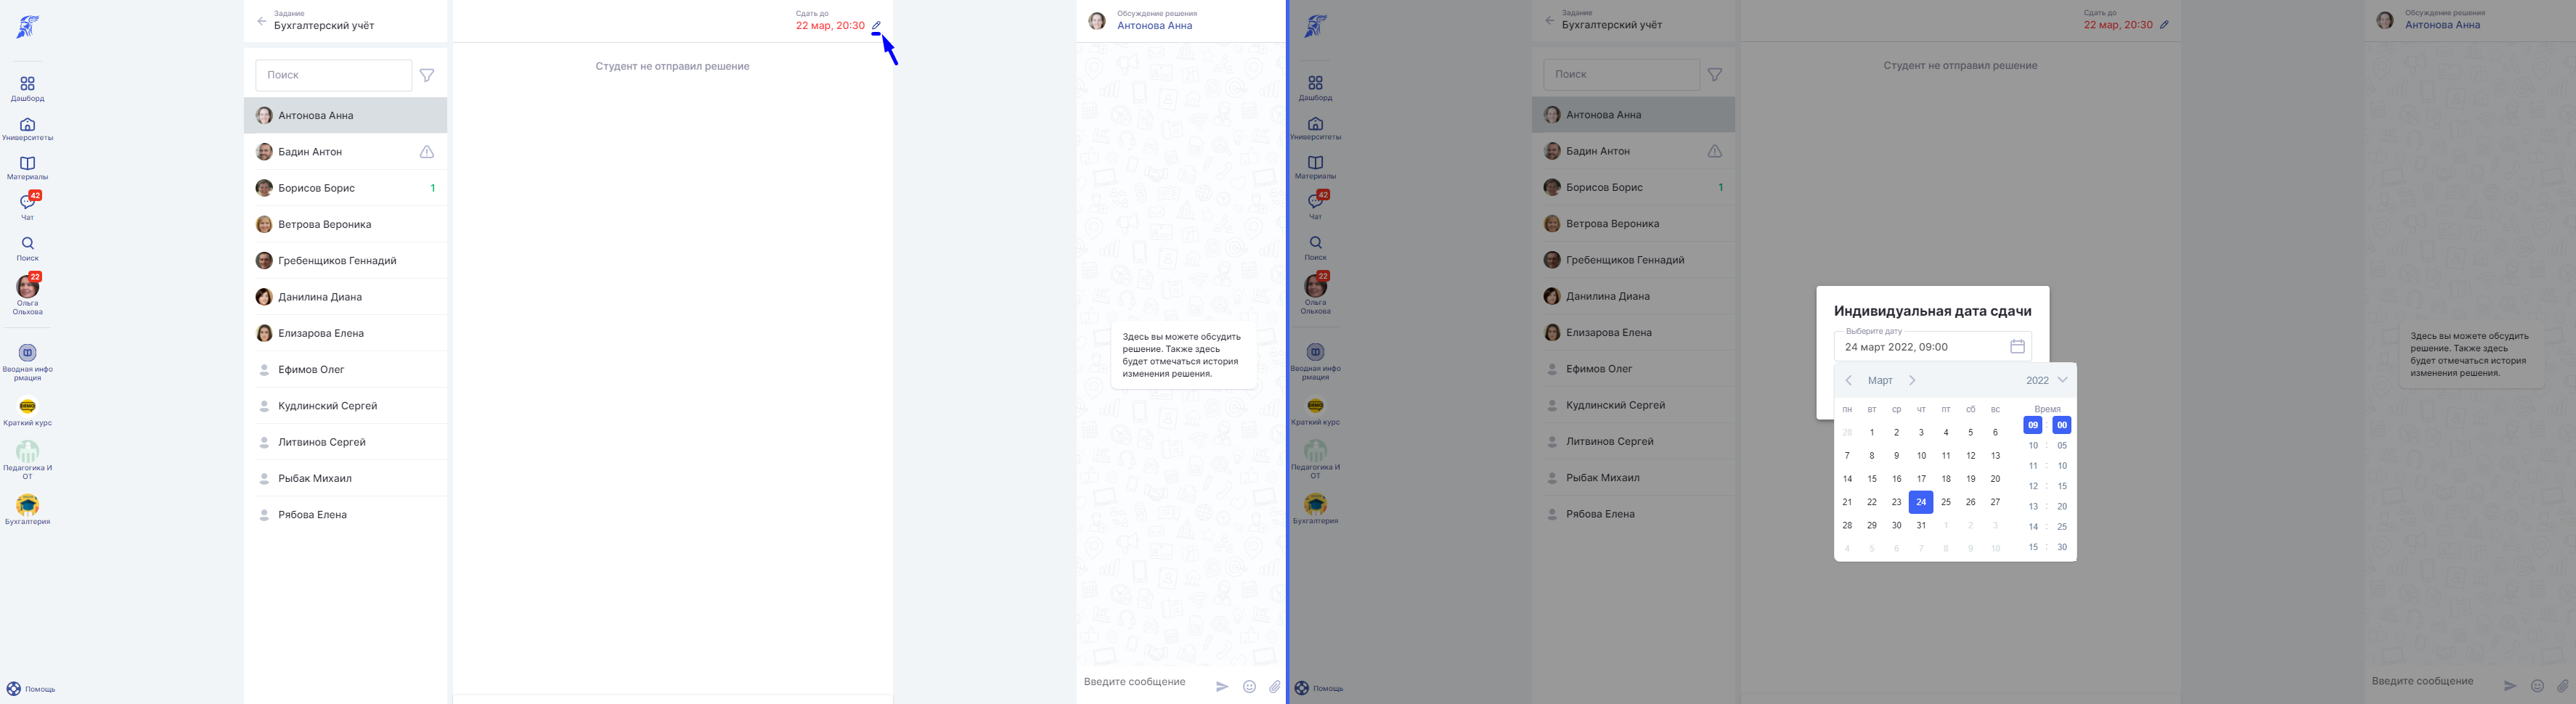 Дашборд
Университеты
Материалы
42
Чат
Поиск
22
Ольга
Ольхова
Вводная инфо
рмация
Краткий курс
Педагогика И
ОТ
Бухгалтерия
Помощь
Задание
Бухгалтерский учёт
Поиск
Антонова Анна
Бадин Антон
Борисов Борис 1
Ветрова Вероника
Гребенщиков Геннадий
Данилина Диана
Елизарова Елена
Ефимов Олег
Кудлинский Сергей
Литвинов Сергей
Рыбак Михаил
Рябова Елена
Сдать до
22 мар, 20:30
Студент не отправил решение
Обсуждение решения
Антонова Анна
Здесь вы можете обсудить
решение. Также здесь
будет отмечаться история
изменения решения.
Введите сообщение
Дашборд
Университеты
Материалы
42
Чат
Поиск
22
Ольга
Ольхова
Вводная инфо
рмация
Краткий курс
Педагогика И
ОТ
Бухгалтерия
Помощь
Задание
Бухгалтерский учёт
Поиск
Антонова Анна
Бадин Антон
Борисов Борис 1
Ветрова Вероника
Гребенщиков Геннадий
Данилина Диана
Елизарова Елена
Ефимов Олег
Кудлинский Сергей
Литвинов Сергей
Рыбак Михаил
Рябова Елена
Сдать до
22 мар, 20:30
Студент не отправил решение
Индивидуальная дата сдачи
Выберите дату
24 март 2022, 09:00
Март 2022
пн вт ср чт пт сб вс Время
28 1 2 3 4 5 6 09 : 00
7 8 9 10 11 12 13 10 : 05
14 15 16 17 18 19 20 11 : 10
21 22 23 24 25 26 27 12 : 15
28 29 30 31 1 2 3 13 : 20
4 5 6 7 8 9 10 14 : 25
15 : 30
Обсуждение решения
Антонова Анна
Здесь вы можете обсудить
решение. Также здесь
будет отмечаться история
изменения решения.
Введите сообщение